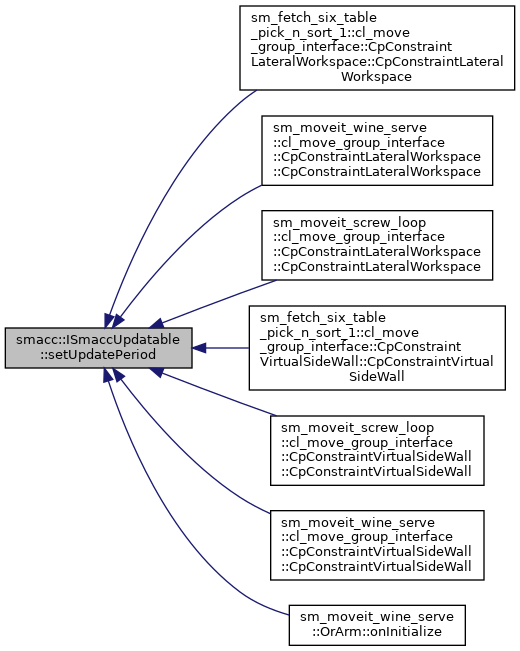 sm_fetch_six_table
_pick_n_sort_1::cl_move
_group_interface::CpConstraint
LateralWorkspace::CpConstraintLateral
Workspace
sm_moveit_wine_serve
::cl_move_group_interface
::CpConstraintLateralWorkspace
::CpConstraintLateralWorkspace
sm_moveit_screw_loop
::cl_move_group_interface
::CpConstraintLateralWorkspace
::CpConstraintLateralWorkspace
smacc::ISmaccUpdatable
::setUpdatePeriod
sm_fetch_six_table
_pick_n_sort_1::cl_move
_group_interface::CpConstraint
VirtualSideWall::CpConstraintVirtual
SideWall
sm_moveit_screw_loop
::cl_move_group_interface
::CpConstraintVirtualSideWall
::CpConstraintVirtualSideWall
sm_moveit_wine_serve
::cl_move_group_interface
::CpConstraintVirtualSideWall
::CpConstraintVirtualSideWall
sm_moveit_wine_serve
::OrArm::onInitialize